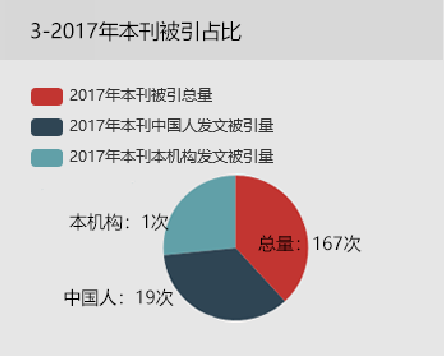 3-2017年本刊被引占比
2017年本刊被引总量
2017年本刊中国人发文被引量
2017年本刊本机构发文被引量
本机构：1次
总量：167次
中国人：19次